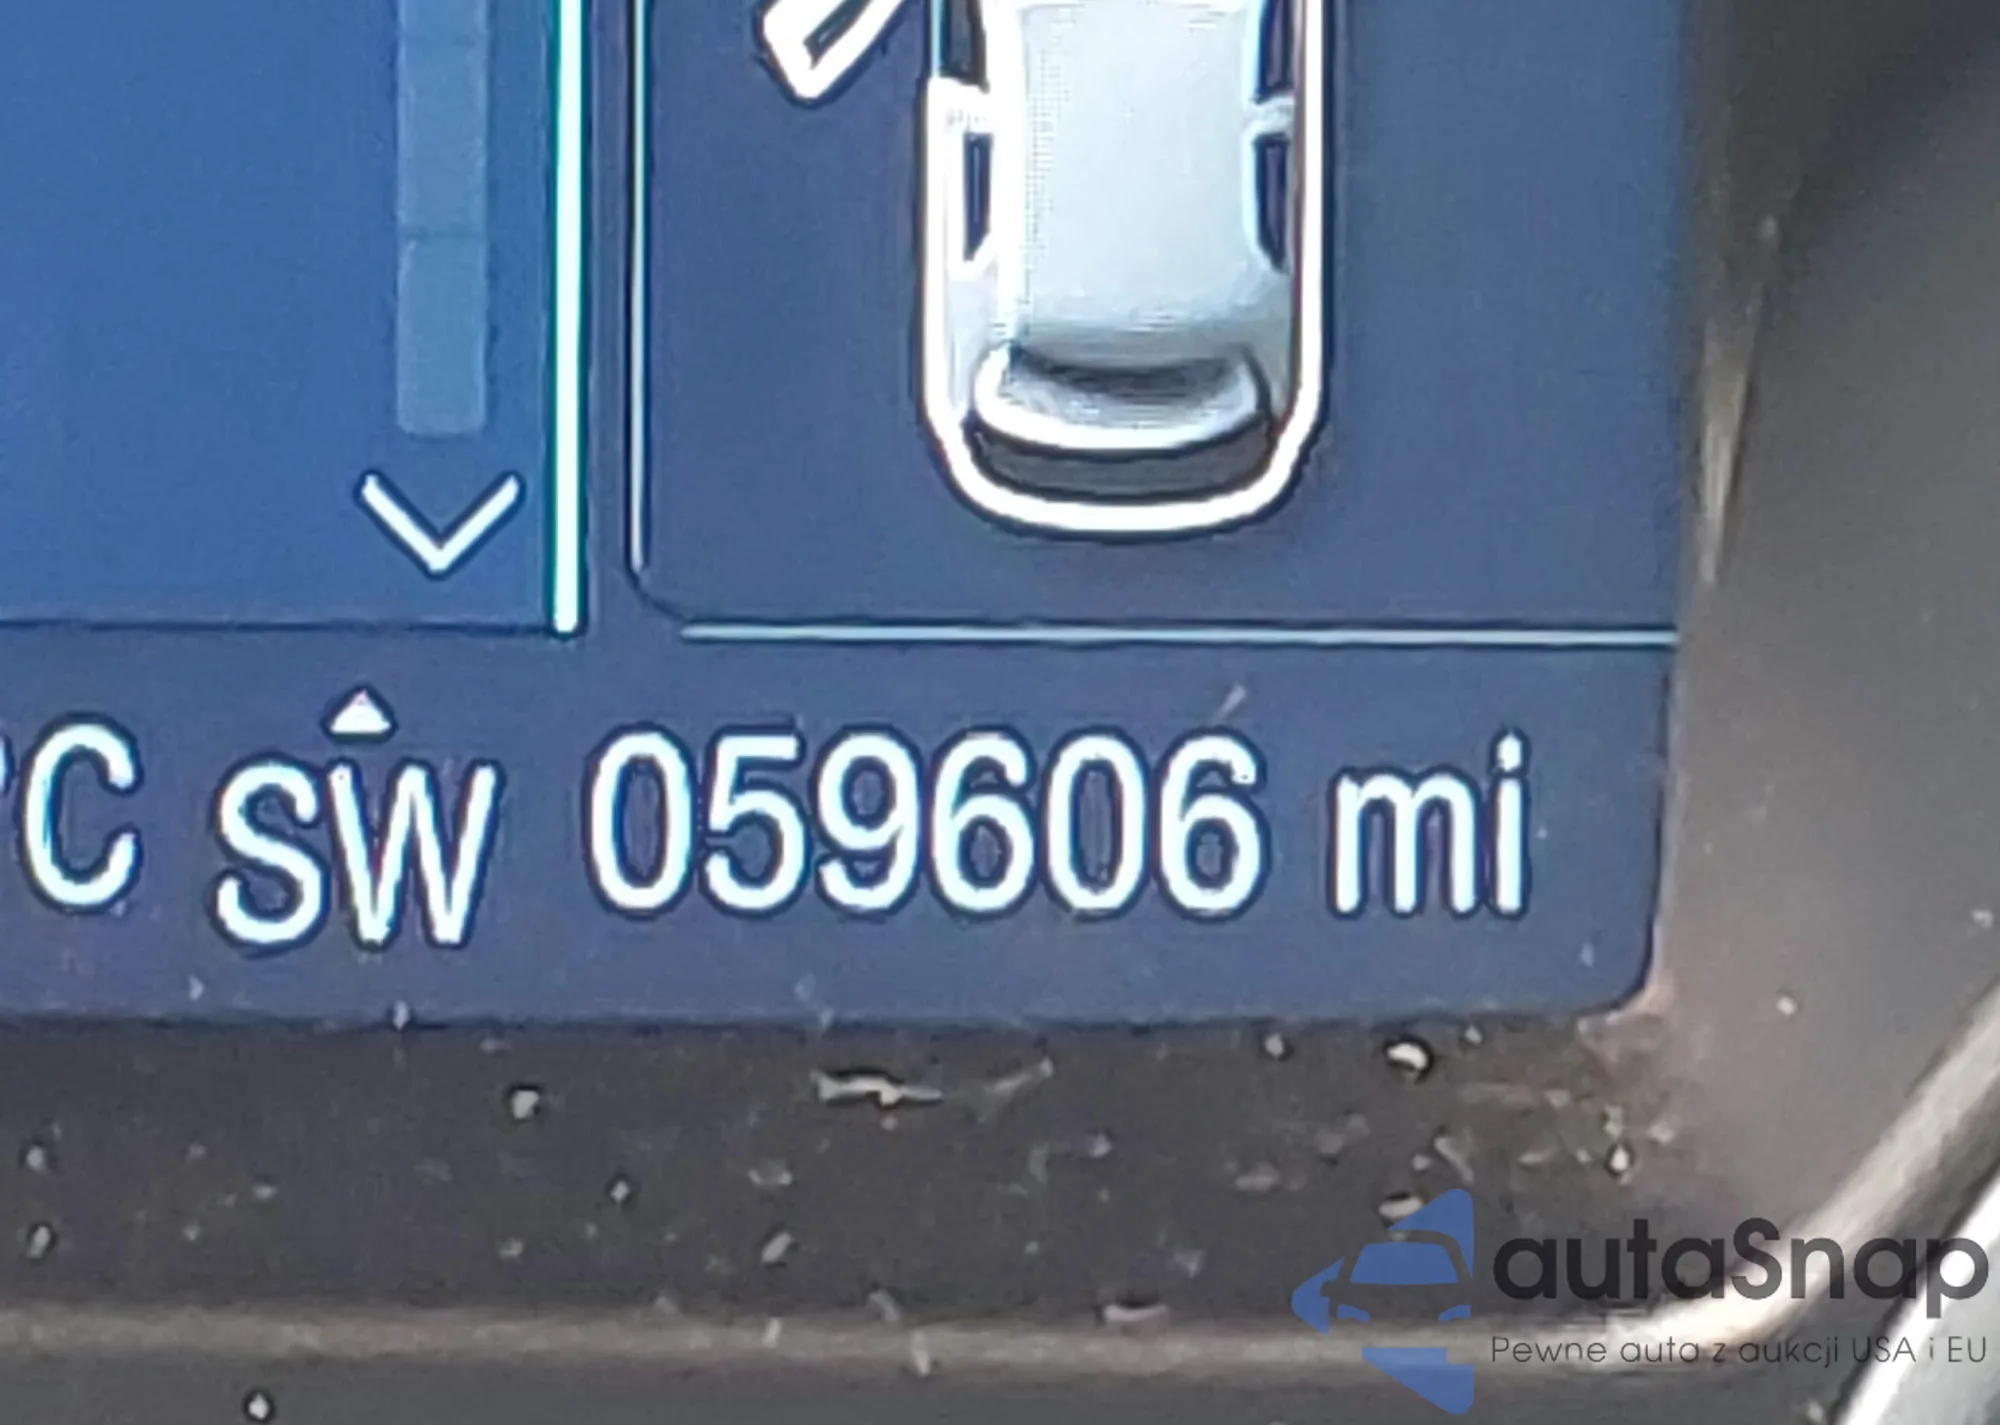 °C SW 059606 mi
autaSnap
Pewne auta z aukcji USA i EU